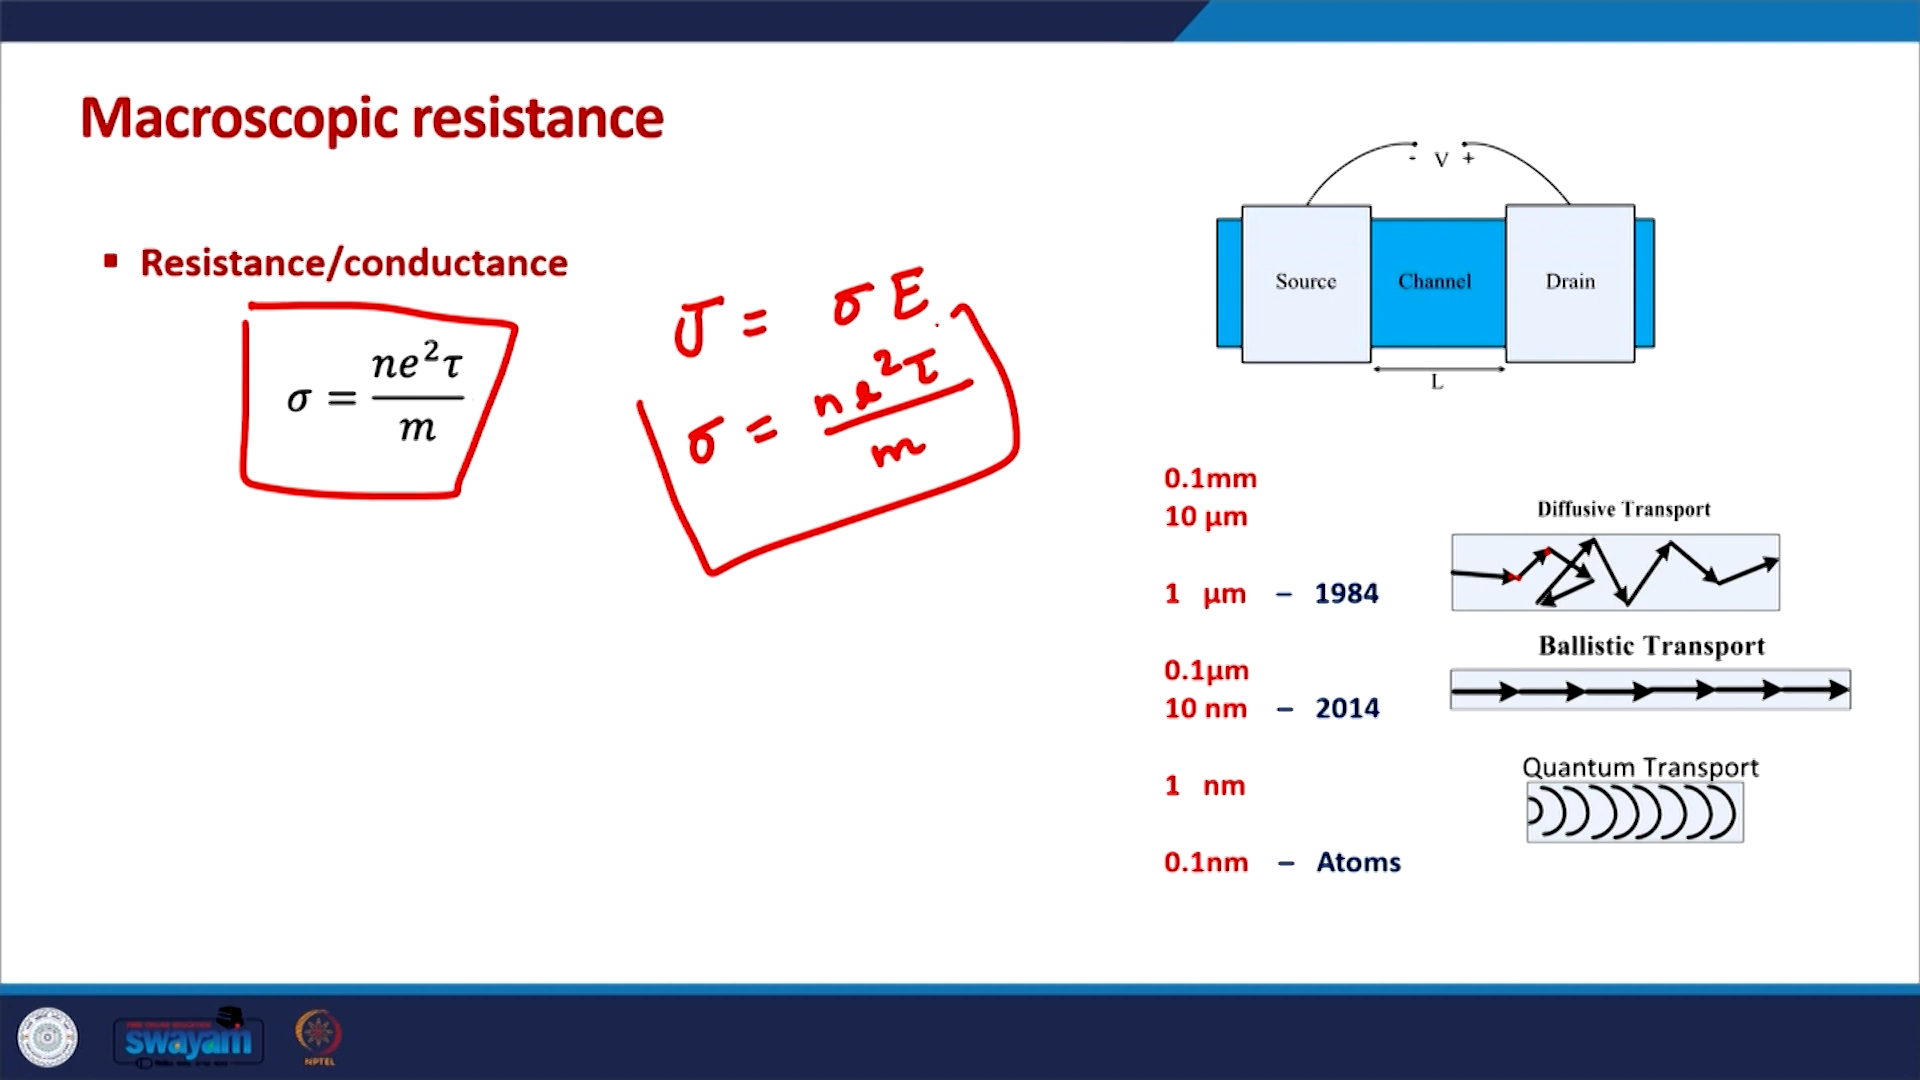 Macroscopic resistance
▪ Resistance/conductance
σ = ne²τ / m
J = σE
σ = ne²τ / m
- V +
Source Channel Drain
L
0.1mm
10 µm
1 µm – 1984
0.1µm
10 nm – 2014
1 nm
0.1nm – Atoms
Diffusive Transport
Ballistic Transport
Quantum Transport
swayam
NPTEL